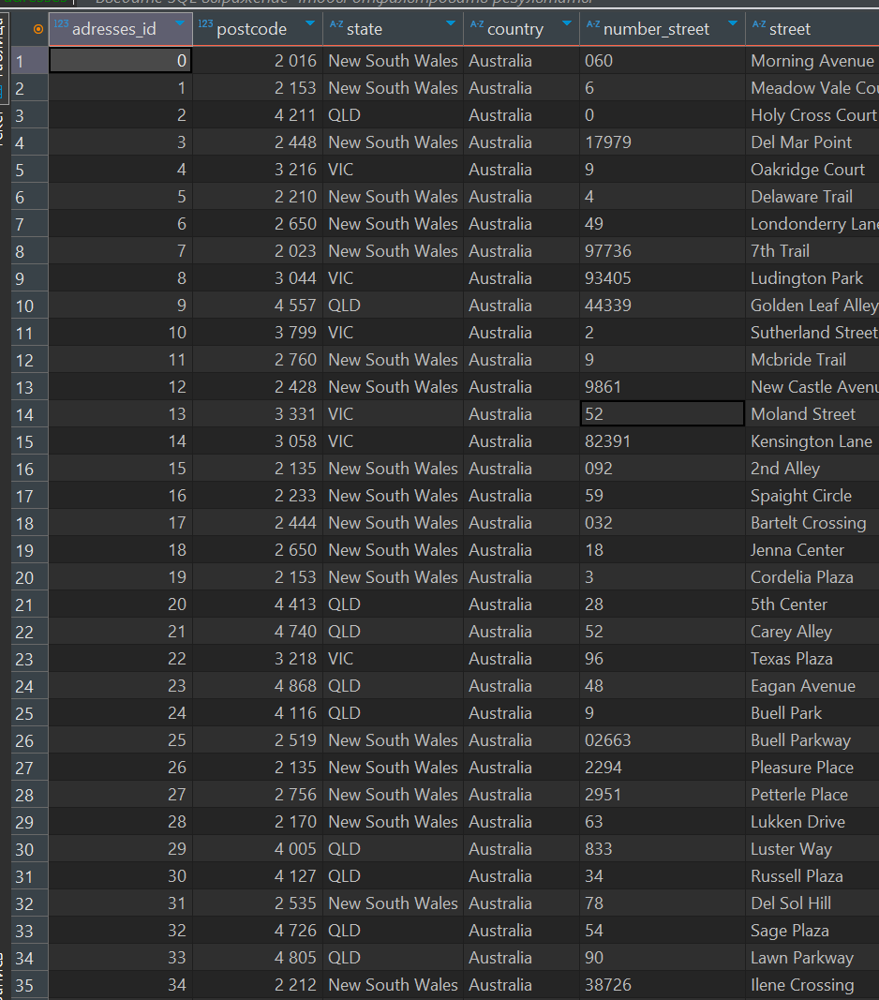 adresses Введите SQL выражение чтобы отфильтровать результаты
123 adresses_id 123 postcode A-Z state A-Z country A-Z number_street A-Z street
1 0 2 016 New South Wales Australia 060 Morning Avenue
2 1 2 153 New South Wales Australia 6 Meadow Vale Cou
3 2 4 211 QLD Australia 0 Holy Cross Court
4 3 2 448 New South Wales Australia 17979 Del Mar Point
5 4 3 216 VIC Australia 9 Oakridge Court
6 5 2 210 New South Wales Australia 4 Delaware Trail
7 6 2 650 New South Wales Australia 49 Londonderry Lane
8 7 2 023 New South Wales Australia 97736 7th Trail
9 8 3 044 VIC Australia 93405 Ludington Park
10 9 4 557 QLD Australia 44339 Golden Leaf Alley
11 10 3 799 VIC Australia 2 Sutherland Street
12 11 2 760 New South Wales Australia 9 Mcbride Trail
13 12 2 428 New South Wales Australia 9861 New Castle Avenu
14 13 3 331 VIC Australia 52 Moland Street
15 14 3 058 VIC Australia 82391 Kensington Lane
16 15 2 135 New South Wales Australia 092 2nd Alley
17 16 2 233 New South Wales Australia 59 Spaight Circle
18 17 2 444 New South Wales Australia 032 Bartelt Crossing
19 18 2 650 New South Wales Australia 18 Jenna Center
20 19 2 153 New South Wales Australia 3 Cordelia Plaza
21 20 4 413 QLD Australia 28 5th Center
22 21 4 740 QLD Australia 52 Carey Alley
23 22 3 218 VIC Australia 96 Texas Plaza
24 23 4 868 QLD Australia 48 Eagan Avenue
25 24 4 116 QLD Australia 9 Buell Park
26 25 2 519 New South Wales Australia 02663 Buell Parkway
27 26 2 135 New South Wales Australia 2294 Pleasure Place
28 27 2 756 New South Wales Australia 2951 Petterle Place
29 28 2 170 New South Wales Australia 63 Lukken Drive
30 29 4 005 QLD Australia 833 Luster Way
31 30 4 127 QLD Australia 34 Russell Plaza
32 31 2 535 New South Wales Australia 78 Del Sol Hill
33 32 4 726 QLD Australia 54 Sage Plaza
34 33 4 805 QLD Australia 90 Lawn Parkway
35 34 2 212 New South Wales Australia 38726 Ilene Crossing